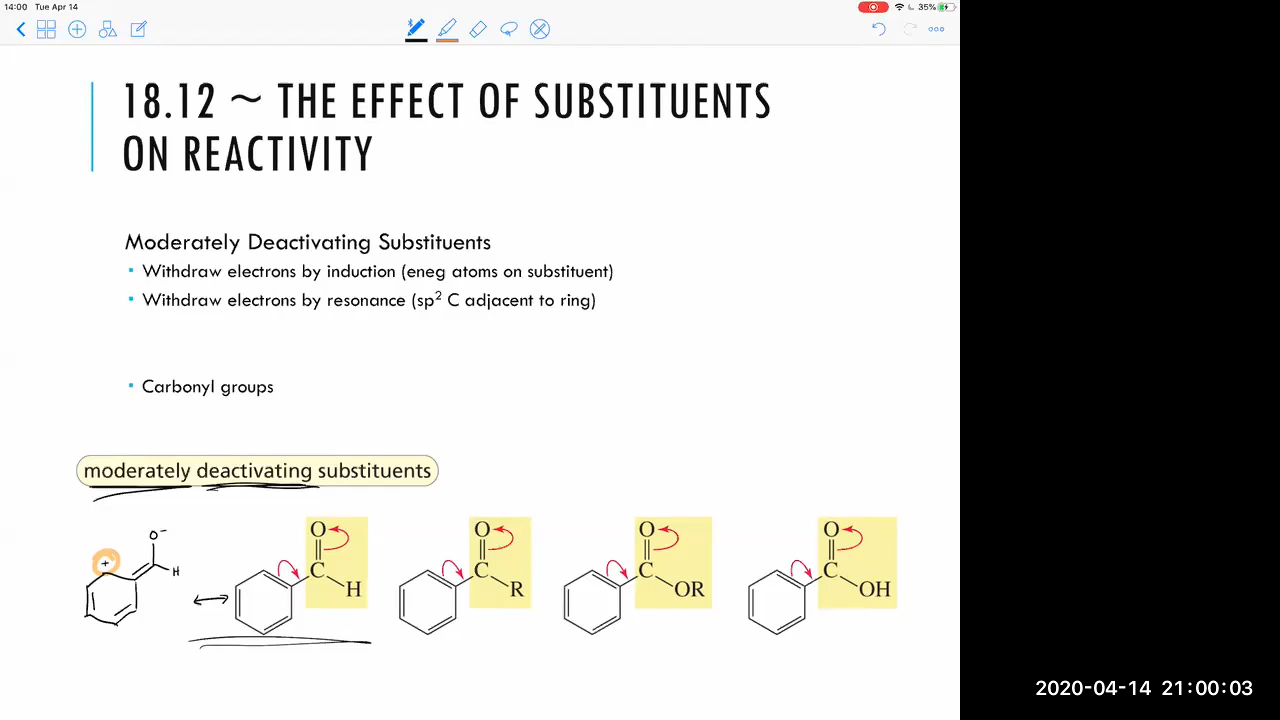 14:00 Tue Apr 14
35%
18.12 ~ THE EFFECT OF SUBSTITUENTS
ON REACTIVITY
Moderately Deactivating Substituents
▪ Withdraw electrons by induction (eneg atoms on substituent)
▪ Withdraw electrons by resonance (sp² C adjacent to ring)
▪ Carbonyl groups
moderately deactivating substituents
O⁻ O O O O
+ H C C C C
H R OR OH
2020-04-14 21:00:03